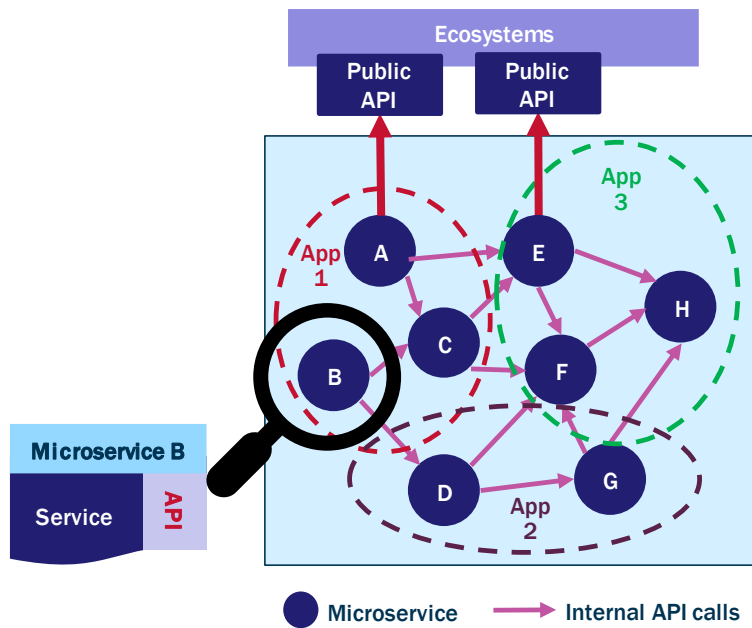 Ecosystems
Public
API
Public
API
App
3
App
1
A
E
H
C
B
F
D
G
App
2
Microservice B
Service
API
Microservice
Internal API calls